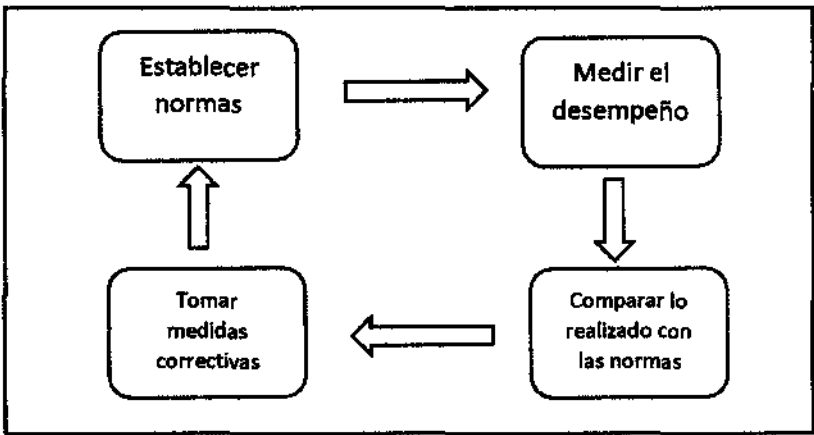 Establecer
normas
Medir el
desempeño
Comparar lo
realizado con
las normas
Tomar
medidas
correctivas